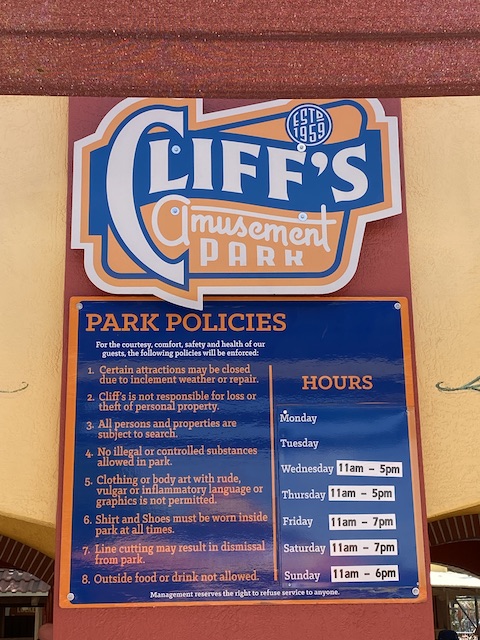 ESTD
1959
CLIFF'S
amusement
PARK
PARK POLICIES
For the courtesy, comfort, safety and health of our
guests, the following policies will be enforced:
1. Certain attractions may be closed
due to inclement weather or repair.
2. Cliff's is not responsible for loss or
theft of personal property.
3. All persons and properties are
subject to search.
4. No illegal or controlled substances
allowed in park.
5. Clothing or body art with rude,
vulgar or inflammatory language or
graphics is not permitted.
6. Shirt and Shoes must be worn inside
park at all times.
7. Line cutting may result in dismissal
from park.
8. Outside food or drink not allowed.
HOURS
Monday
Tuesday
Wednesday 11am - 5pm
Thursday 11am - 5pm
Friday 11am - 7pm
Saturday 11am - 7pm
Sunday 11am - 6pm
Management reserves the right to refuse service to anyone.